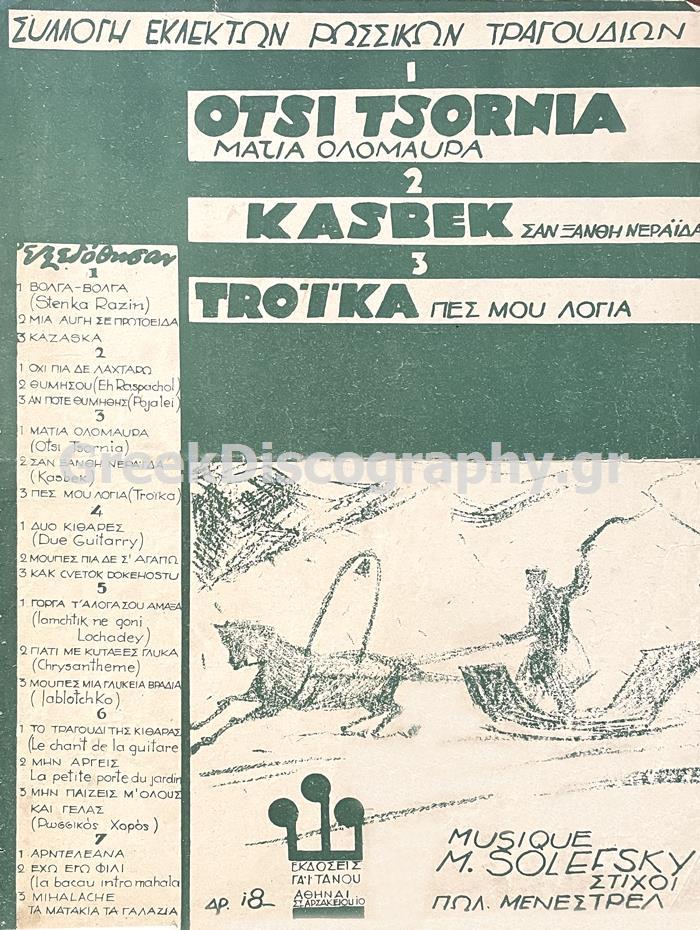 ΣΥΛΛΟΓΗ ΕΚΛΕΚΤΩΝ ΡΩΣΣΙΚΩΝ ΤΡΑΓΟΥΔΙΩΝ
1
OTSI TSORNIA
ΜΑΤΙΑ ΟΛΟΜΑΥΡΑ
2
KASBEK ΣΑΝ ΞΑΝΘΗ ΝΕΡΑΪΔΑ
3
TROÏKA ΠΕΣ ΜΟΥ ΛΟΓΙΑ
Ἐξεδόθησαν
1
1 ΒΟΛΓΑ-ΒΟΛΓΑ
(Stenka Razin)
2 ΜΙΑ ΑΥΓΗ ΣΕ ΠΡΩΤΟΕΙΔΑ
3 KAZASKA
2
1 ΟΧΙ ΠΙΑ ΔΕ ΛΑΧΤΑΡΩ
2 ΘΥΜΗΣΟΥ (Eh Raspachol)
3 ΑΝ ΠΟΤΕ ΘΥΜΗΘΗΣ (Pojalei)
3
1 ΜΑΤΙΑ ΟΛΟΜΑΥΡΑ
(Otsi Tsornia)
2 ΣΑΝ ΞΑΝΘΗ ΝΕΡΑΪΔΑ
(Kasbek)
3 ΠΕΣ ΜΟΥ ΛΟΓΙΑ (Troïka)
4
1 ΔΥΟ ΚΙΘΑΡΕΣ
(Due Guitarry)
2 ΜΟΥΠΕΣ ΠΙΑ ΔΕ Σ' ΑΓΑΠΩ
3 KAK CVETOK DOKEHOSTU
5
1 ΓΟΡΓΑ Τ'ΑΛΟΓΑ ΣΟΥ ΑΜΑΞΑ
(Iamchtik ne goni
Lochadey)
2 ΓΙΑΤΙ ΜΕ ΚΥΤΑΞΕΣ ΓΛΥΚΑ
(Chrysantheme)
3 ΜΟΥΠΕΣ ΜΙΑ ΓΛΥΚΕΙΑ ΒΡΑΔΙΑ
(Jablotchko)
6
1 ΤΟ ΤΡΑΓΟΥΔΙ ΤΗΣ ΚΙΘΑΡΑΣ
(Le chant de la guitare
2 ΜΗΝ ΑΡΓΕΙΣ
La petite porte du jardin
3 ΜΗΝ ΠΑΙΖΕΙΣ Μ'ΟΛΟΥΣ
ΚΑΙ ΓΕΛΑΣ
(Ρωσσικός Χορός)
7
1 ΑΡΝΤΕΛΕΑΝΑ
2 ΕΧΩ ΕΓΩ ΦΙΛΙ
(la bacau intro mahala
3 MIHALACHE
ΤΑ ΜΑΤΑΚΙΑ ΤΑ ΓΑΛΑΖΙΑ
GreekDiscography.gr
ΕΚΔΟΣΕΙΣ
ΓΑΪΤΑΝΟΥ
ΑΘΗΝΑΙ
ΣΤ. ΑΡΣΑΚΕΙΟΥ 10
ΔΡ. 18
MUSIQUE
M. SOLEFSKY
ΣΤΙΧΟΙ
ΠΩΛ. ΜΕΝΕΣΤΡΕΛ